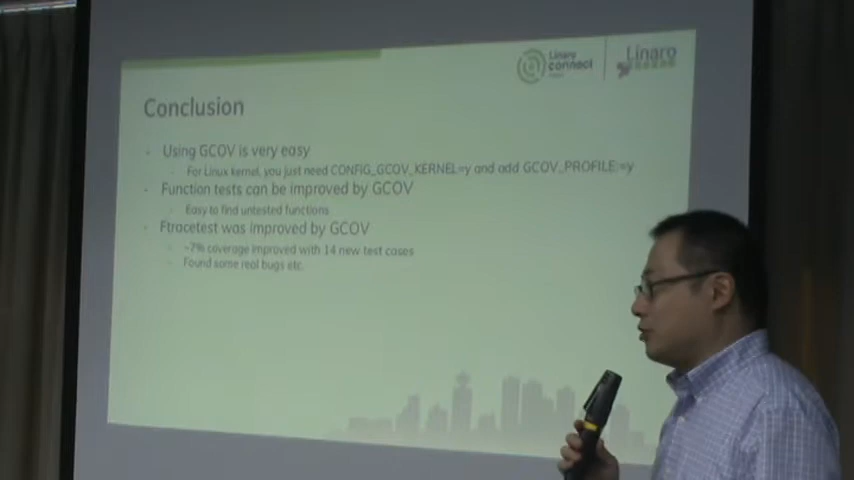 Linaro
connect
Linaro
Conclusion
- Using GCOV is very easy
- For Linux kernel, you just need CONFIG_GCOV_KERNEL=y and add GCOV_PROFILE:=y
- Function tests can be improved by GCOV
- Easy to find untested functions
- Ftracetest was improved by GCOV
- ~7% coverage improved with 14 new test cases
- Found some real bugs etc.